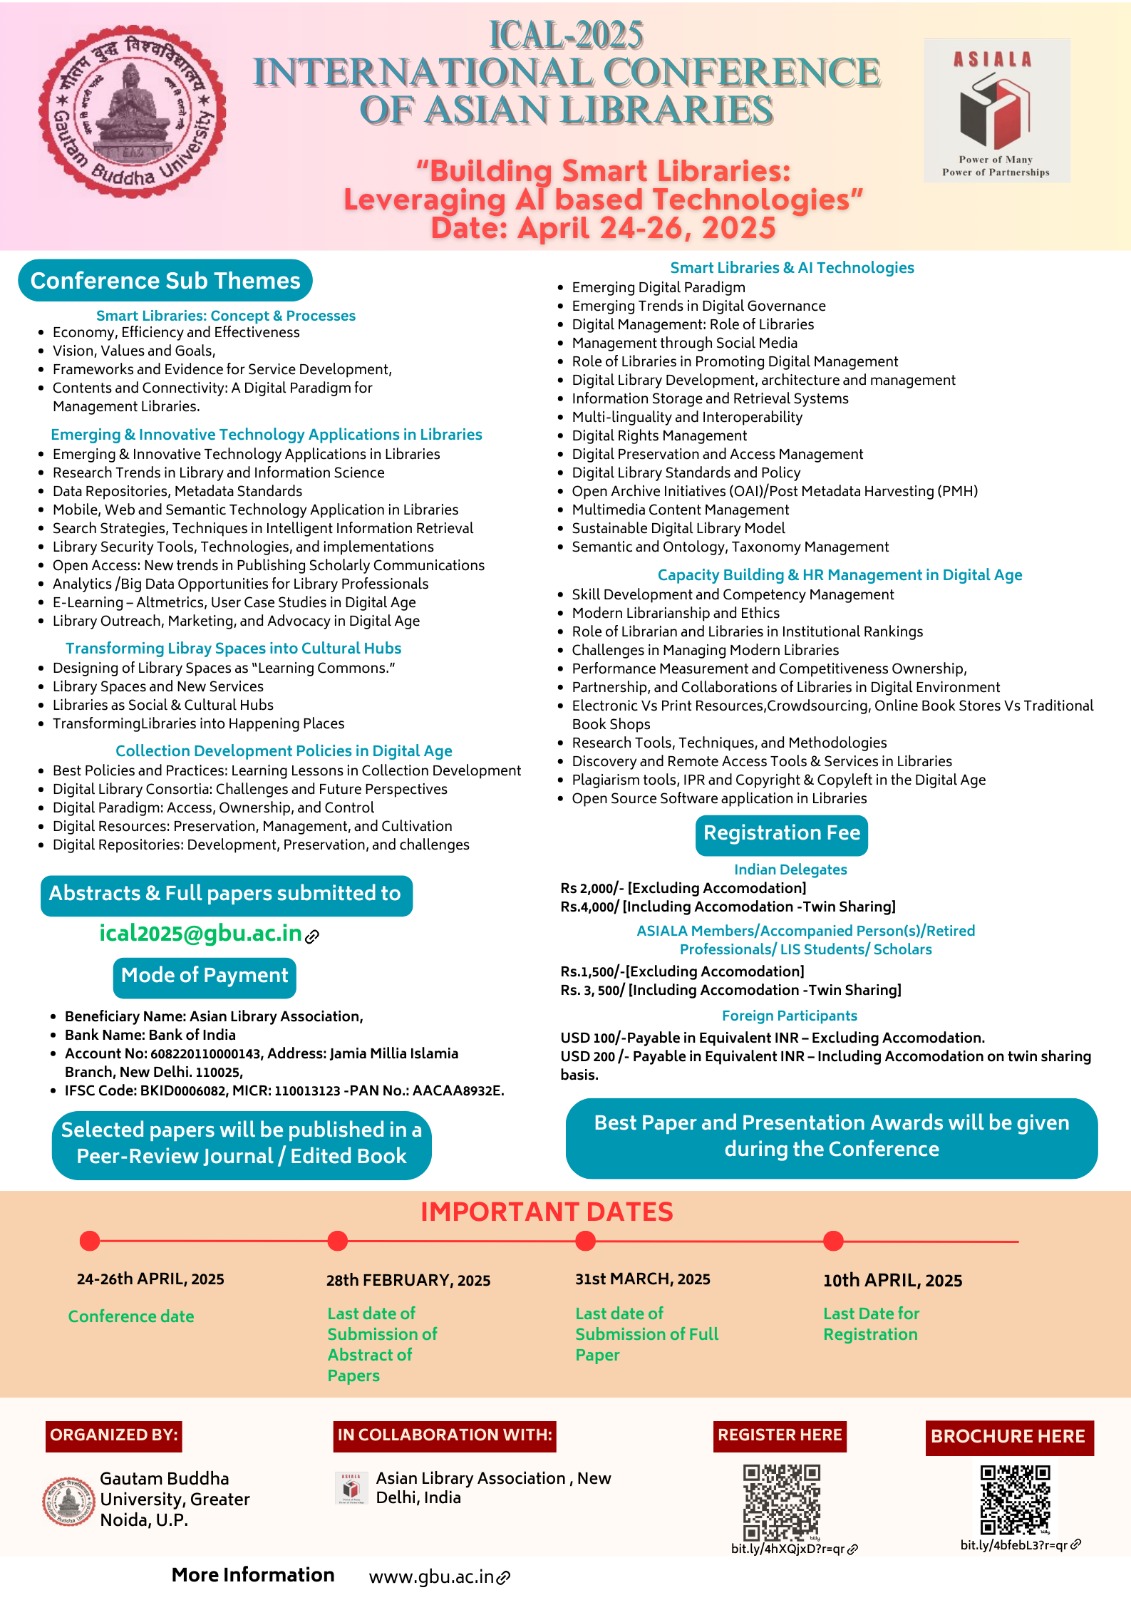 ICAL-2025
INTERNATIONAL CONFERENCE
OF ASIAN LIBRARIES
“Building Smart Libraries:
Leveraging AI based Technologies”
Date: April 24-26, 2025
गौतम बुद्ध विश्वविद्यालय
Gautam Buddha University
ASIALA
Power of Many
Power of Partnerships
Conference Sub Themes
Smart Libraries: Concept & Processes
Economy, Efficiency and Effectiveness
Vision, Values and Goals,
Frameworks and Evidence for Service Development,
Contents and Connectivity: A Digital Paradigm for
Management Libraries.
Emerging & Innovative Technology Applications in Libraries
Emerging & Innovative Technology Applications in Libraries
Research Trends in Library and Information Science
Data Repositories, Metadata Standards
Mobile, Web and Semantic Technology Application in Libraries
Search Strategies, Techniques in Intelligent Information Retrieval
Library Security Tools, Technologies, and implementations
Open Access: New trends in Publishing Scholarly Communications
Analytics /Big Data Opportunities for Library Professionals
E-Learning – Altmetrics, User Case Studies in Digital Age
Library Outreach, Marketing, and Advocacy in Digital Age
Transforming Libray Spaces into Cultural Hubs
Designing of Library Spaces as “Learning Commons.”
Library Spaces and New Services
Libraries as Social & Cultural Hubs
TransformingLibraries into Happening Places
Collection Development Policies in Digital Age
Best Policies and Practices: Learning Lessons in Collection Development
Digital Library Consortia: Challenges and Future Perspectives
Digital Paradigm: Access, Ownership, and Control
Digital Resources: Preservation, Management, and Cultivation
Digital Repositories: Development, Preservation, and challenges
Abstracts & Full papers submitted to
ical2025@gbu.ac.in
Mode of Payment
Beneficiary Name: Asian Library Association,
Bank Name: Bank of India
Account No: 608220110000143, Address: Jamia Millia Islamia
Branch, New Delhi. 110025,
IFSC Code: BKID0006082, MICR: 110013123 -PAN No.: AACAA8932E.
Selected papers will be published in a
Peer-Review Journal / Edited Book
Smart Libraries & AI Technologies
Emerging Digital Paradigm
Emerging Trends in Digital Governance
Digital Management: Role of Libraries
Management through Social Media
Role of Libraries in Promoting Digital Management
Digital Library Development, architecture and management
Information Storage and Retrieval Systems
Multi-linguality and Interoperability
Digital Rights Management
Digital Preservation and Access Management
Digital Library Standards and Policy
Open Archive Initiatives (OAI)/Post Metadata Harvesting (PMH)
Multimedia Content Management
Sustainable Digital Library Model
Semantic and Ontology, Taxonomy Management
Capacity Building & HR Management in Digital Age
Skill Development and Competency Management
Modern Librarianship and Ethics
Role of Librarian and Libraries in Institutional Rankings
Challenges in Managing Modern Libraries
Performance Measurement and Competitiveness Ownership,
Partnership, and Collaborations of Libraries in Digital Environment
Electronic Vs Print Resources,Crowdsourcing, Online Book Stores Vs Traditional
Book Shops
Research Tools, Techniques, and Methodologies
Discovery and Remote Access Tools & Services in Libraries
Plagiarism tools, IPR and Copyright & Copyleft in the Digital Age
Open Source Software application in Libraries
Registration Fee
Indian Delegates
Rs 2,000/- [Excluding Accomodation]
Rs.4,000/ [Including Accomodation -Twin Sharing]
ASIALA Members/Accompanied Person(s)/Retired
Professionals/ LIS Students/ Scholars
Rs.1,500/-[Excluding Accomodation]
Rs. 3, 500/ [Including Accomodation -Twin Sharing]
Foreign Participants
USD 100/-Payable in Equivalent INR – Excluding Accomodation.
USD 200 /- Payable in Equivalent INR – Including Accomodation on twin sharing
basis.
Best Paper and Presentation Awards will be given
during the Conference
IMPORTANT DATES
24-26th APRIL, 2025
Conference date
28th FEBRUARY, 2025
Last date of
Submission of
Abstract of
Papers
31st MARCH, 2025
Last date of
Submission of Full
Paper
10th APRIL, 2025
Last Date for
Registration
ORGANIZED BY:
Gautam Buddha
University, Greater
Noida, U.P.
IN COLLABORATION WITH:
ASIALA
Asian Library Association , New
Delhi, India
REGISTER HERE
bit.ly/4hXQjxD?r=qr
BROCHURE HERE
bit.ly/4bfebL3?r=qr
More Information
www.gbu.ac.in